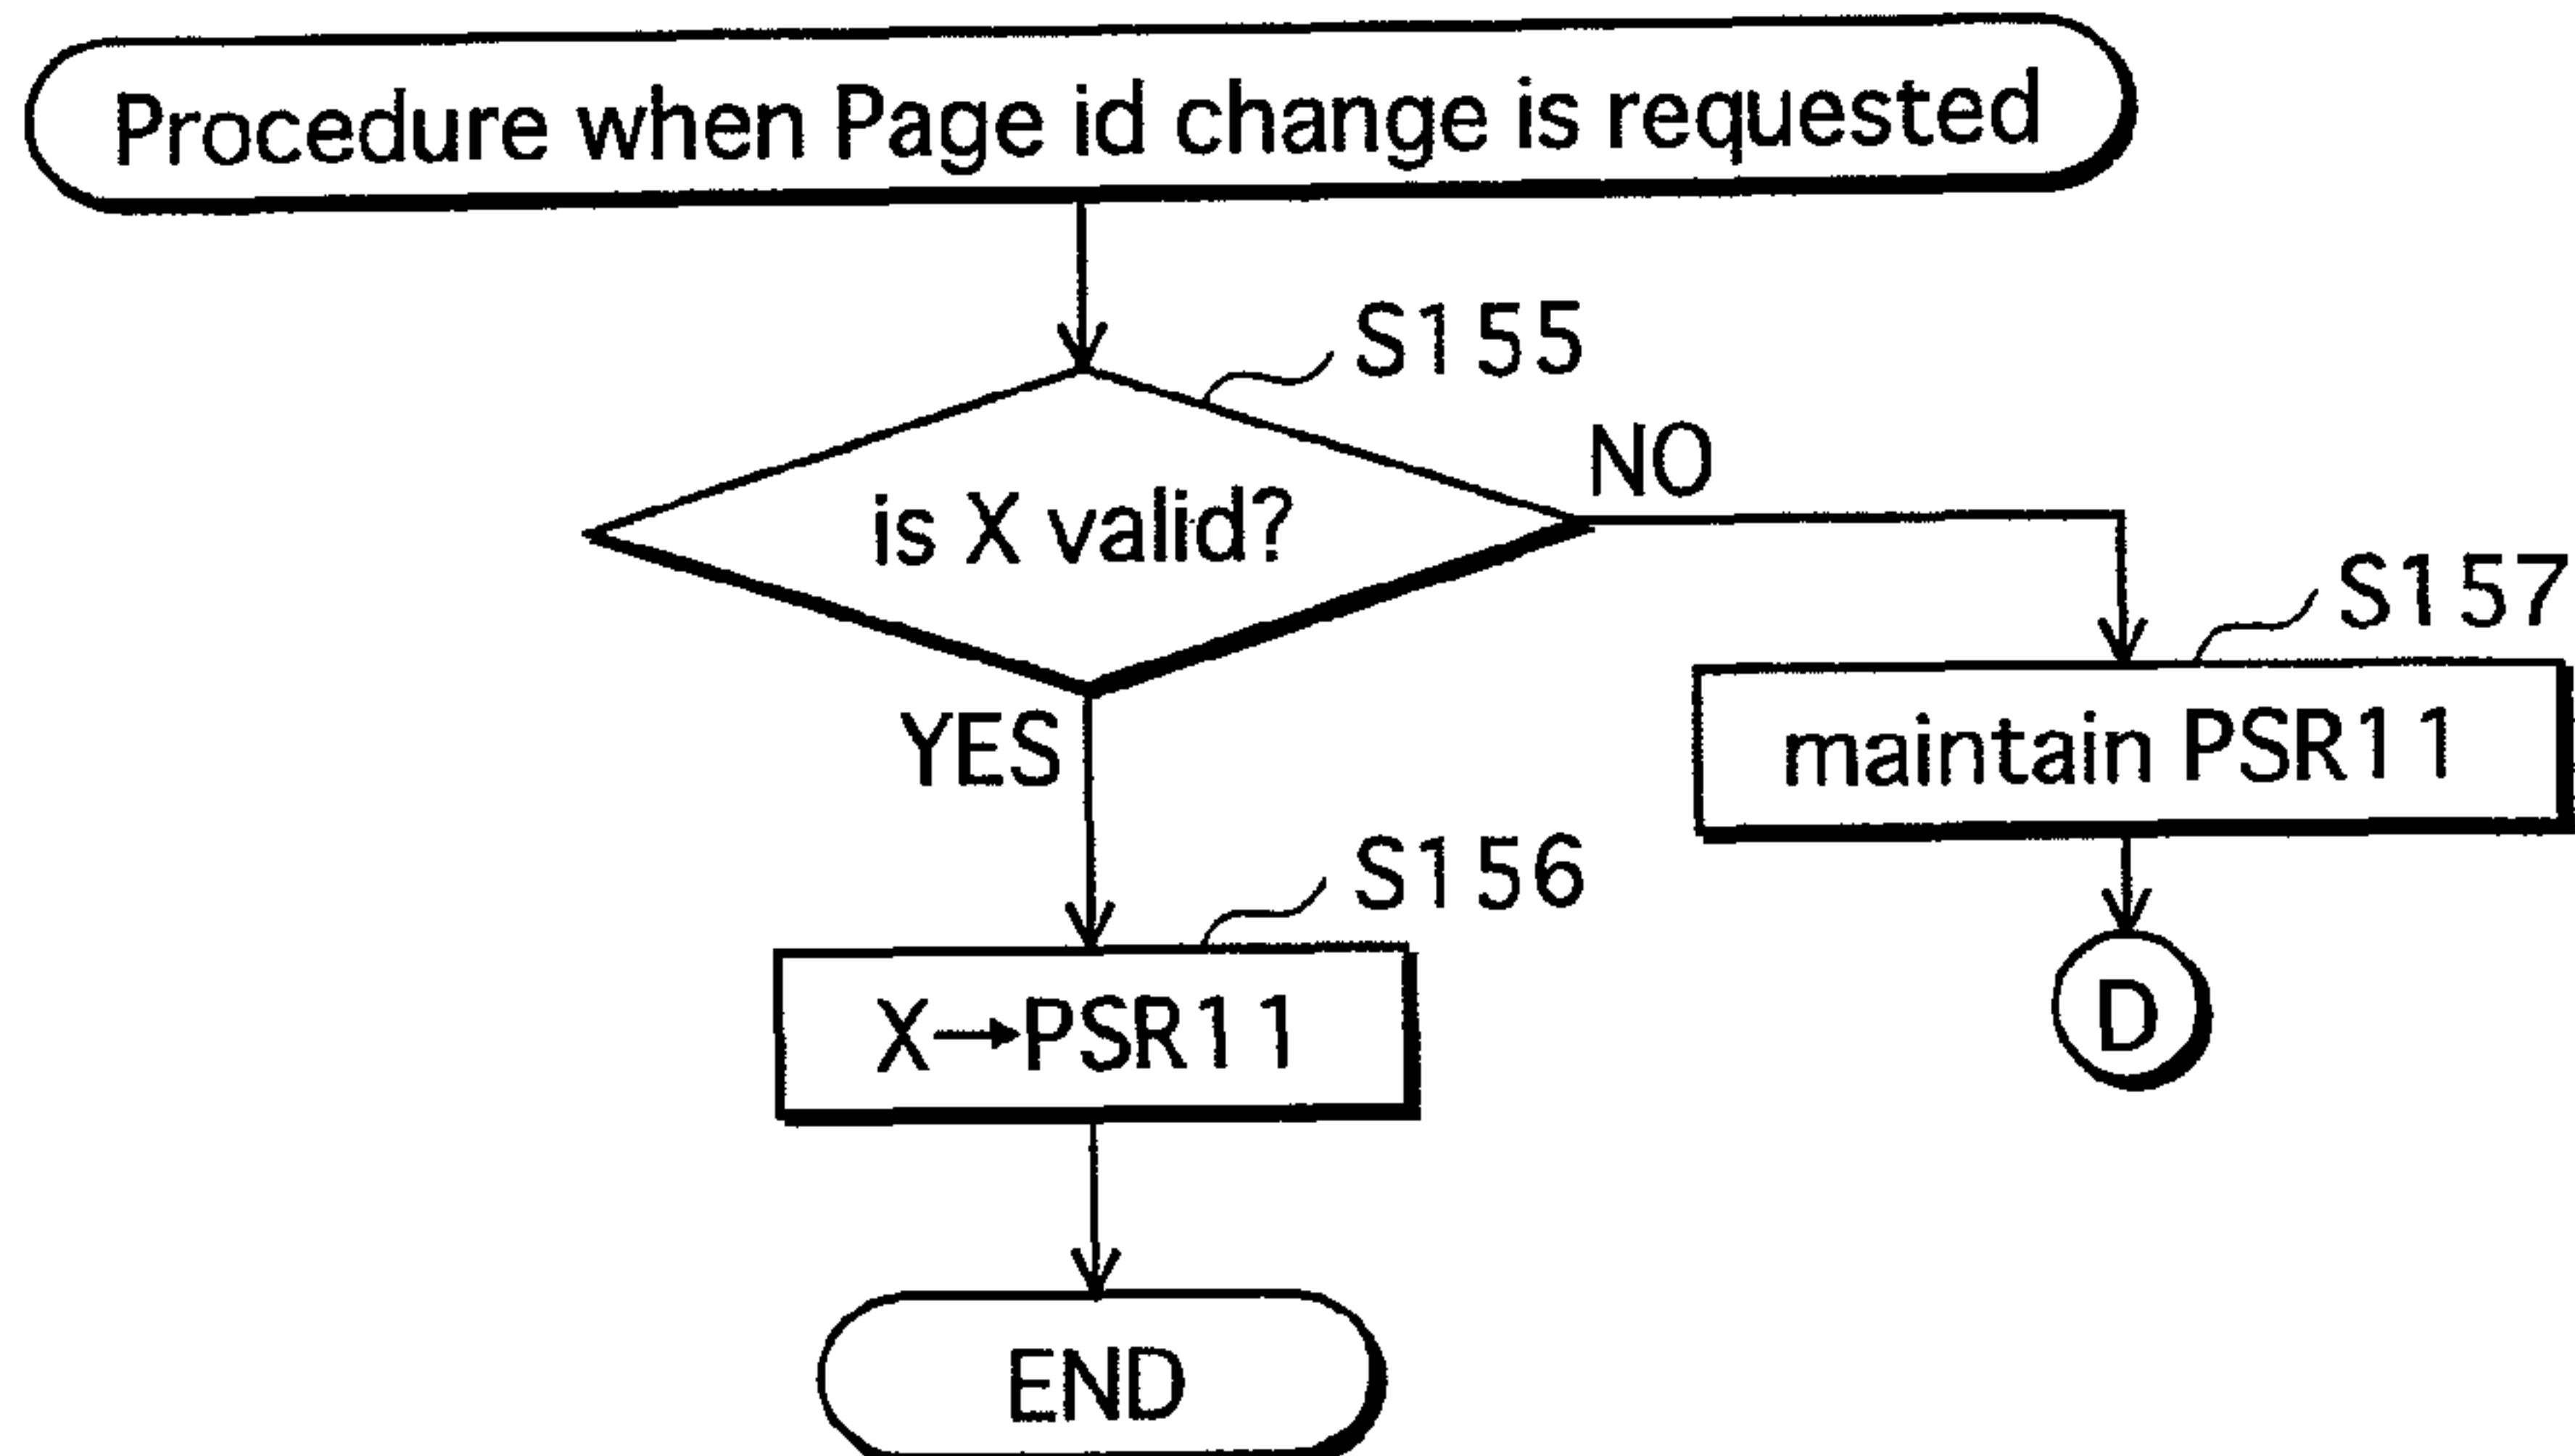 Procedure when Page id change is requested
S155
is X valid?
NO
S157
YES
maintain PSR11
S156
X→PSR11
D
END